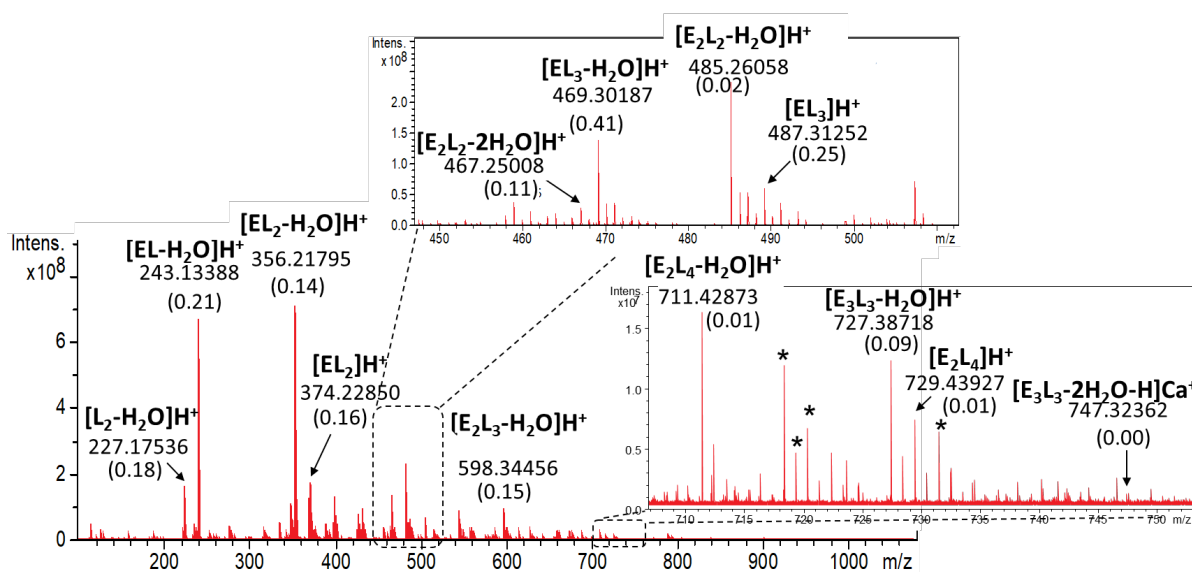 [E₂L₂-H₂O]H⁺
485.26058
(0.02)
Intens.
x10⁸
[EL₃-H₂O]H⁺
469.30187
(0.41)
[EL₃]H⁺
487.31252
(0.25)
[E₂L₂-2H₂O]H⁺
467.25008
(0.11)
2.0
1.5
1.0
0.5
0.0
450 460 470 480 490 500 m/z
Intens.
x10⁸
[EL-H₂O]H⁺
243.13388
(0.21)
[EL₂-H₂O]H⁺
356.21795
(0.14)
[EL₂]H⁺
374.22850
(0.16)
[L₂-H₂O]H⁺
227.17536
(0.18)
[E₂L₃-H₂O]H⁺
598.34456
(0.15)
8
6
4
2
0
200 400 300 400 500 600 700 800 1000 m/z
Intens.
x10⁷
[E₂L₄-H₂O]H⁺
711.42873
(0.01)
[E₃L₃-H₂O]H⁺
727.38718
(0.09)
[E₂L₄]H⁺
729.43927
(0.01)
[E₃L₃-2H₂O-H]Ca⁺
747.32362
(0.00)
* * * *
1.5
1.0
0.5
0.0
710 715 720 725 730 735 740 745 750 m/z